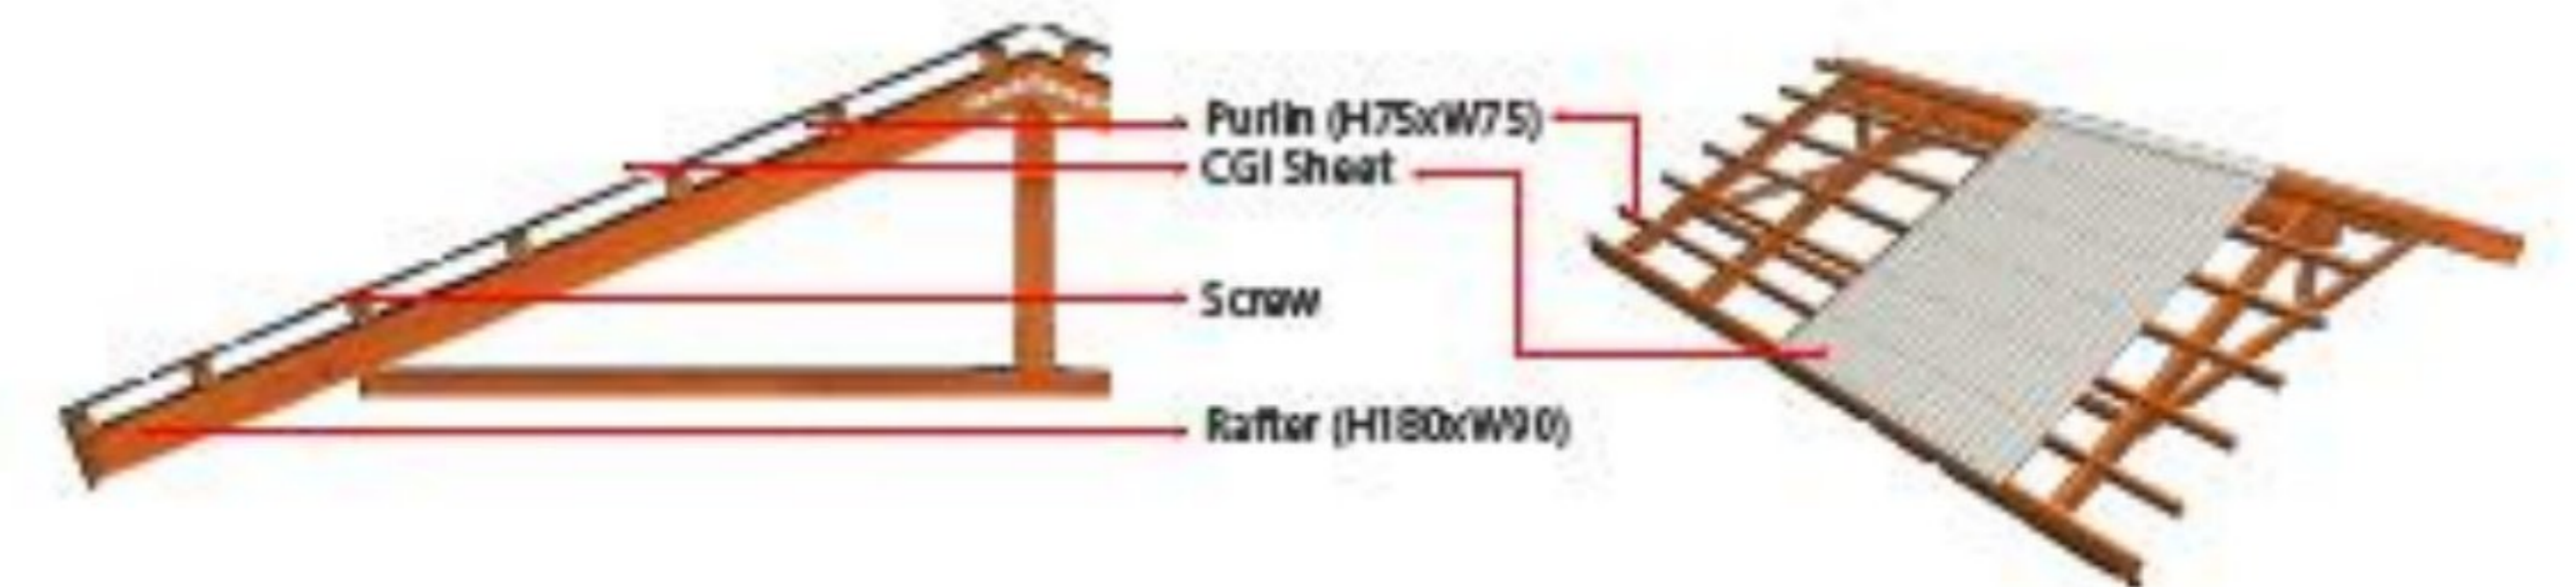 Purlin (H75xW75)
CGI Sheet
Screw
Rafter (H180xW90)